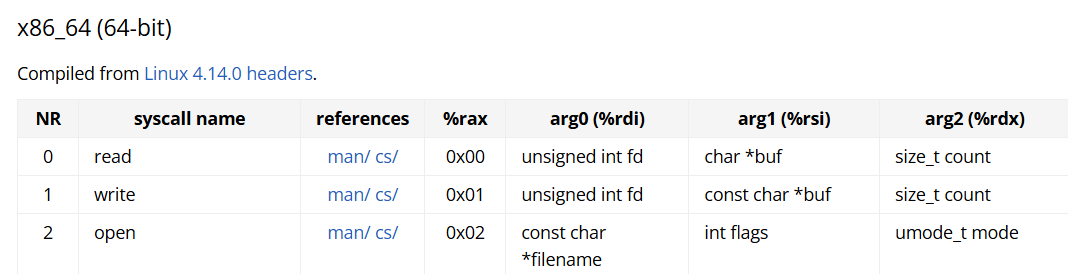 x86_64 (64-bit)
Compiled from Linux 4.14.0 headers.
NR syscall name references %rax arg0 (%rdi) arg1 (%rsi) arg2 (%rdx)
0 read man/ cs/ 0x00 unsigned int fd char *buf size_t count
1 write man/ cs/ 0x01 unsigned int fd const char *buf size_t count
2 open man/ cs/ 0x02 const char int flags umode_t mode
*filename